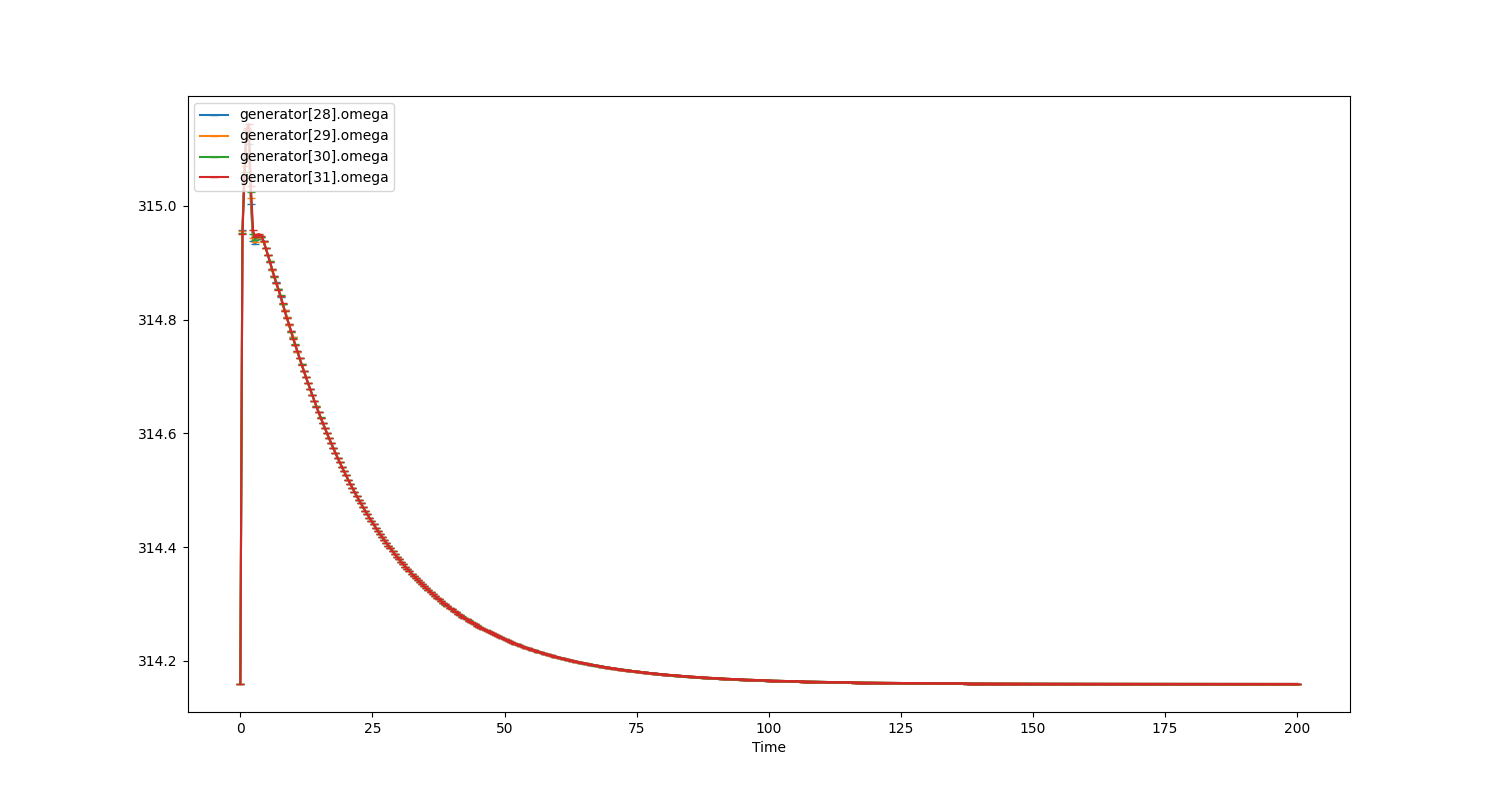 generator[28].omega
generator[29].omega
generator[30].omega
generator[31].omega
315.0
314.8
314.6
314.4
314.2
0 25 50 75 100 125 150 175 200
Time